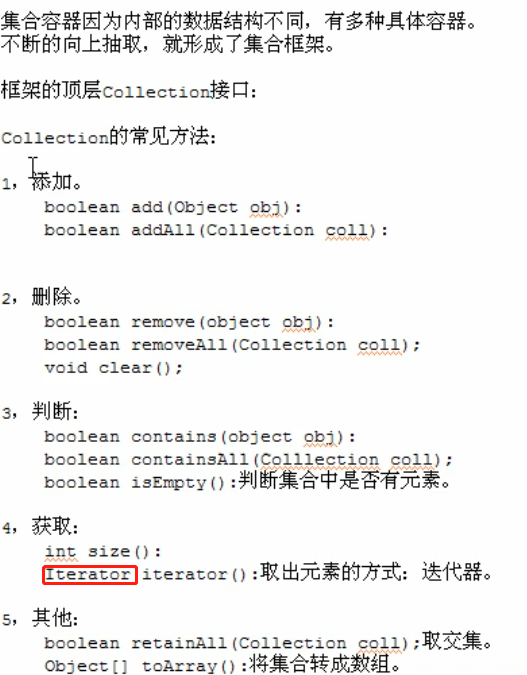 集合容器因为内部的数据结构不同，有多种具体容器。
不断的向上抽取，就形成了集合框架。
框架的顶层Collection接口：
Collection的常见方法：
1，添加。
boolean add(Object obj):
boolean addAll(Collection coll):
2，删除。
boolean remove(object obj):
boolean removeAll(Collection coll);
void clear();
3，判断：
boolean contains(object obj):
boolean containsAll(Colllection coll);
boolean isEmpty():判断集合中是否有元素。
4，获取：
int size():
Iterator iterator():取出元素的方式：迭代器。
5，其他：
boolean retainAll(Collection coll);取交集。
Object[] toArray():将集合转成数组。